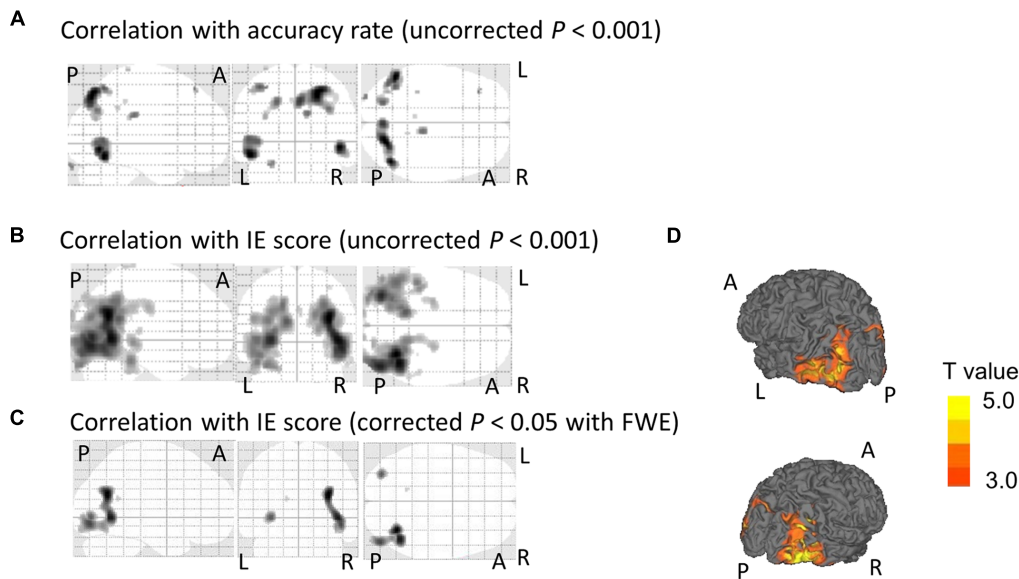 A
Correlation with accuracy rate (uncorrected P < 0.001)
P A L
L R P A R
B
Correlation with IE score (uncorrected P < 0.001)
P A L
L R P A R
C
Correlation with IE score (corrected P < 0.05 with FWE)
P A L
L R P A R
D
A
L P
A
P R
T value
5.0
3.0